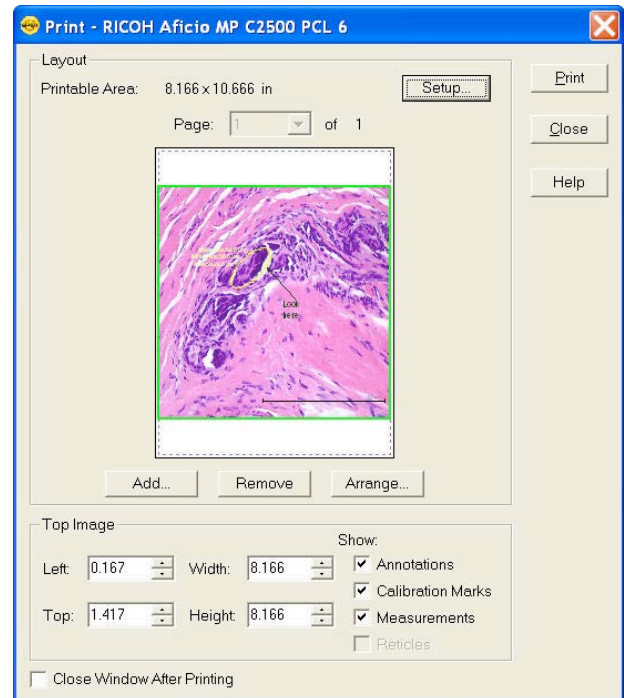 Print - RICOH Aficio MP C2500 PCL 6
Layout
Printable Area: 8.166 x 10.666 in
Setup...
Print
Page: 1 of 1
Close
Help
Look
here
Add... Remove Arrange...
Top Image
Show:
Left: 0.167 Width: 8.166 Annotations
Calibration Marks
Top: 1.417 Height: 8.166 Measurements
Reticles
Close Window After Printing